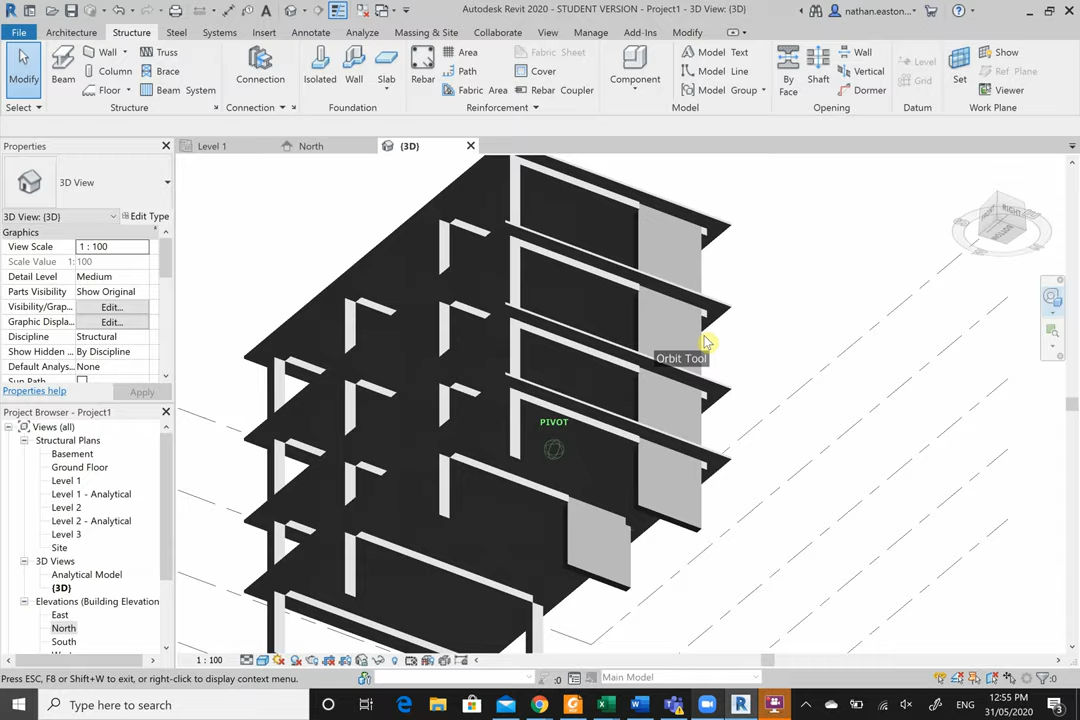 Autodesk Revit 2020 - STUDENT VERSION - Project1 - 3D View: {3D}
nathan.easton...
File Architecture Structure Steel Systems Insert Annotate Analyze Massing & Site Collaborate View Manage Add-Ins Modify
Modify
Beam
Wall
Column
Floor
Truss
Brace
Beam System
Connection
Isolated
Wall
Slab
Rebar
Area
Path
Fabric Area
Fabric Sheet
Cover
Rebar Coupler
Component
Model Text
Model Line
Model Group
By
Face
Shaft
Wall
Vertical
Dormer
Level
Grid
Set
Show
Ref Plane
Viewer
Select Structure Connection Foundation Reinforcement Model Opening Datum Work Plane
Properties
Level 1 North {3D}
3D View
3D View: {3D} Edit Type
Graphics
View Scale 1 : 100
Scale Value 1: 100
Detail Level Medium
Parts Visibility Show Original
Visibility/Grap... Edit...
Graphic Displa... Edit...
Discipline Structural
Show Hidden ... By Discipline
Default Analys... None
Sun Path
Properties help Apply
Project Browser - Project1
Views (all)
Structural Plans
Basement
Ground Floor
Level 1
Level 1 - Analytical
Level 2
Level 2 - Analytical
Level 3
Site
3D Views
Analytical Model
{3D}
Elevations (Building Elevation
East
North
South
RIGHT
FRONT
BOTTOM
Orbit Tool
PIVOT
1 : 100
Press ESC, F8 or Shift+W to exit, or right-click to display context menu.
:0
Main Model
:0
Type here to search
ENG
12:55 PM
31/05/2020
3